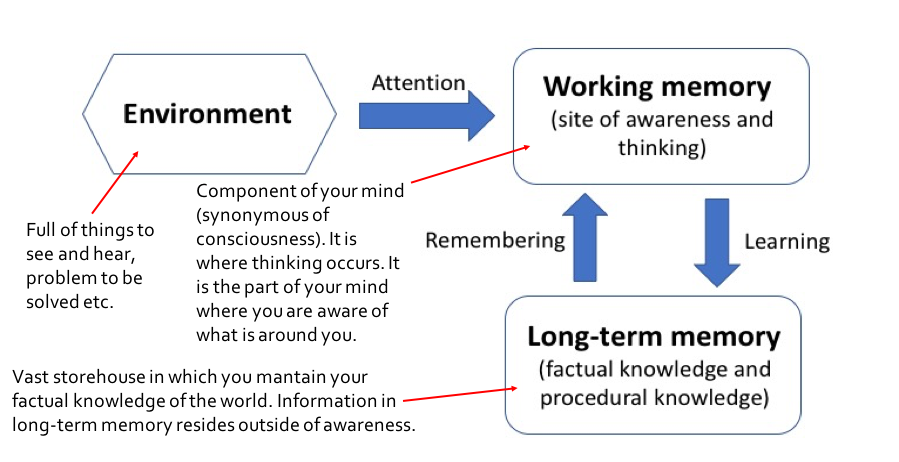 Environment
Attention
Working memory
(site of awareness and
thinking)
Full of things to
see and hear,
problem to be
solved etc.
Component of your mind
(synonymous of
consciousness). It is
where thinking occurs. It
is the part of your mind
where you are aware of
what is around you.
Remembering
Learning
Long-term memory
(factual knowledge and
procedural knowledge)
Vast storehouse in which you mantain your
factual knowledge of the world. Information in
long-term memory resides outside of awareness.